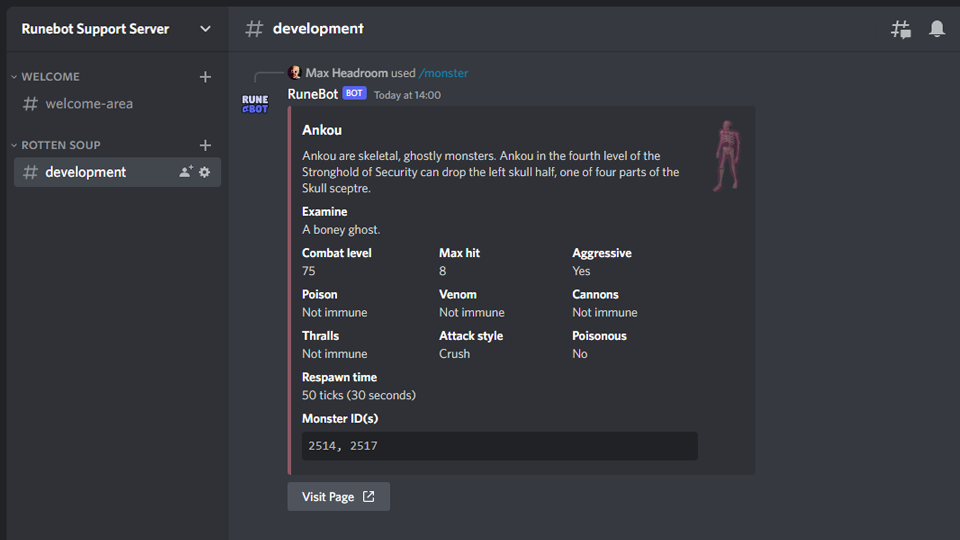 Runebot Support Server
# development
WELCOME
# welcome-area
ROTTEN SOUP
# development
Max Headroom used /monster
RUNE
BOT
RuneBot BOT Today at 14:00
Ankou
Ankou are skeletal, ghostly monsters. Ankou in the fourth level of the
Stronghold of Security can drop the left skull half, one of four parts of the
Skull sceptre.
Examine
A boney ghost.
Combat level Max hit Aggressive
75 8 Yes
Poison Venom Cannons
Not immune Not immune Not immune
Thralls Attack style Poisonous
Not immune Crush No
Respawn time
50 ticks (30 seconds)
Monster ID(s)
2514, 2517
Visit Page